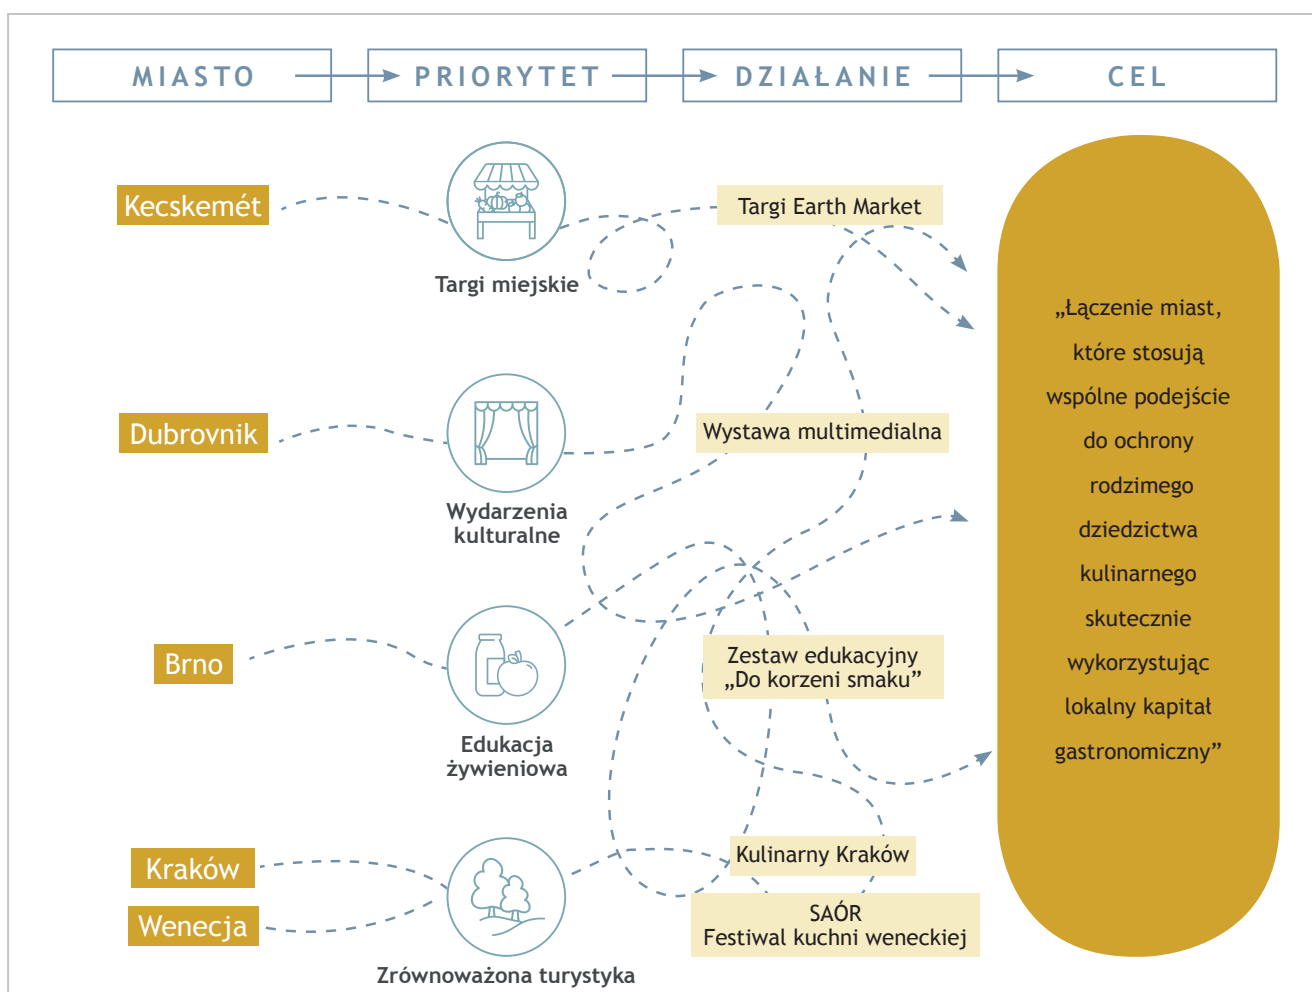 MIASTO
PRIORYTET
DZIAŁANIE
CEL
Kecskemét
Targi miejskie
Targi Earth Market
Dubrovnik
Wydarzenia
kulturalne
Wystawa multimedialna
Brno
Edukacja
żywieniowa
Zestaw edukacyjny
„Do korzeni smaku”
Kraków
Wenecja
Zrównoważona turystyka
Kulinarny Kraków
SAÓR
Festiwal kuchni weneckiej
„Łączenie miast,
które stosują
wspólne podejście
do ochrony
rodzimego
dziedzictwa
kulinarnego
skutecznie
wykorzystując
lokalny kapitał
gastronomiczny”